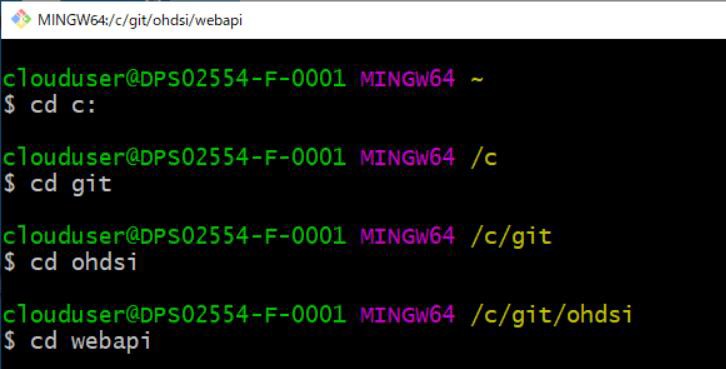 MINGW64:/c/git/ohdsi/webapi
clouduser@DPS02554-F-0001 MINGW64 ~
$ cd c:
clouduser@DPS02554-F-0001 MINGW64 /c
$ cd git
clouduser@DPS02554-F-0001 MINGW64 /c/git
$ cd ohdsi
clouduser@DPS02554-F-0001 MINGW64 /c/git/ohdsi
$ cd webapi